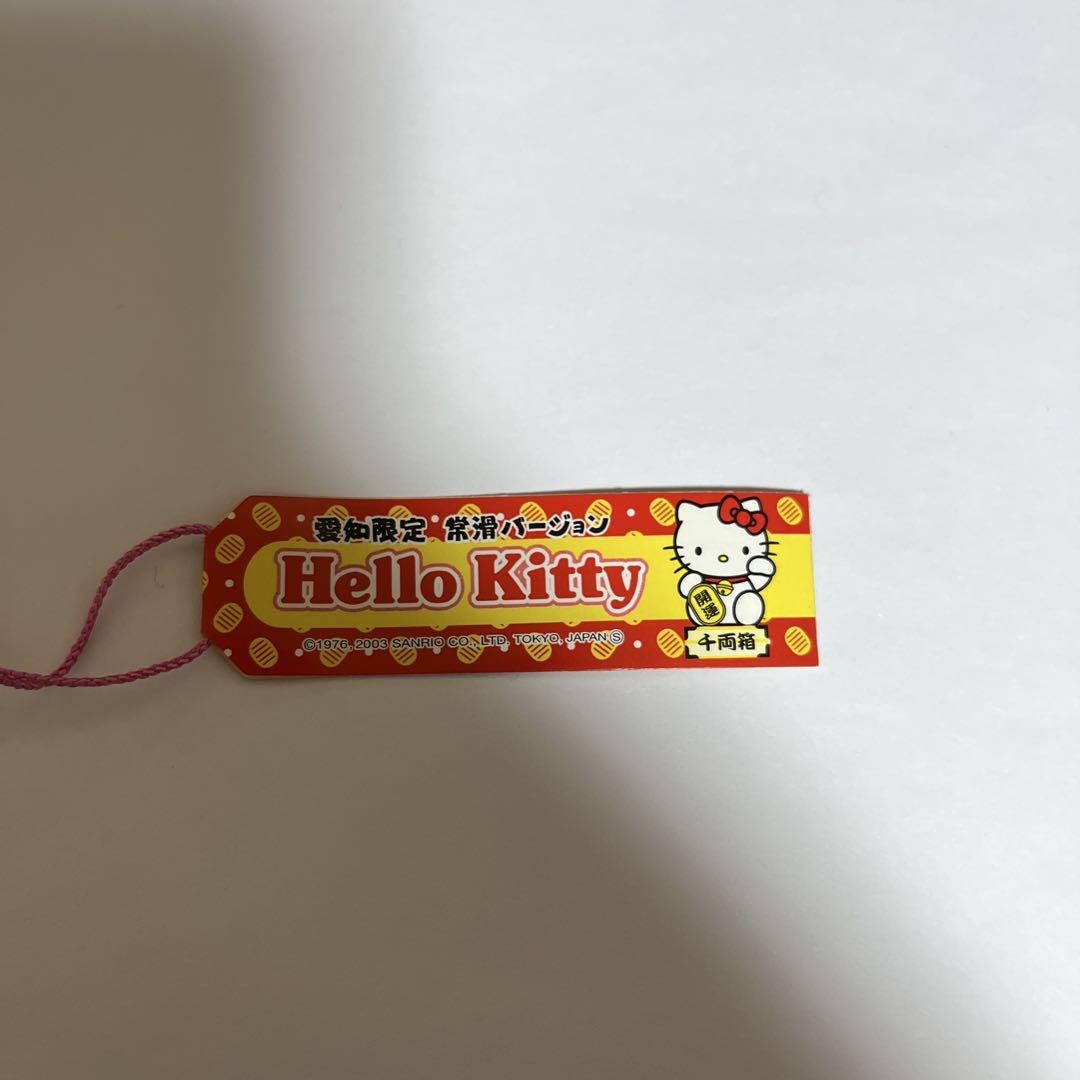 愛知限定 常滑バージョン
Hello Kitty
©1976, 2003 SANRIO CO., LTD. TOKYO, JAPAN Ⓢ
開運
千両箱